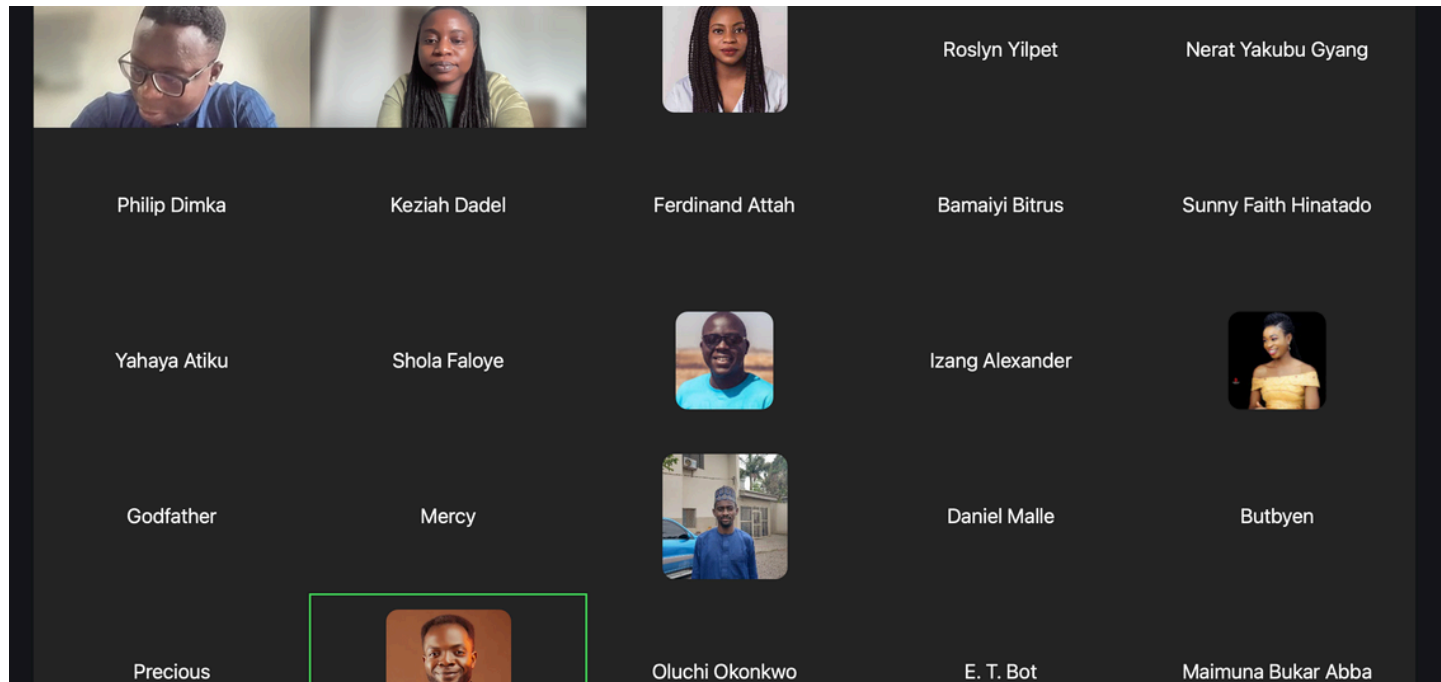 Roslyn Yilpet
Nerat Yakubu Gyang
Philip Dimka
Keziah Dadel
Ferdinand Attah
Bamaiyi Bitrus
Sunny Faith Hinatado
Yahaya Atiku
Shola Faloye
Izang Alexander
Godfather
Mercy
Daniel Malle
Butbyen
Precious
Oluchi Okonkwo
E. T. Bot
Maimuna Bukar Abba